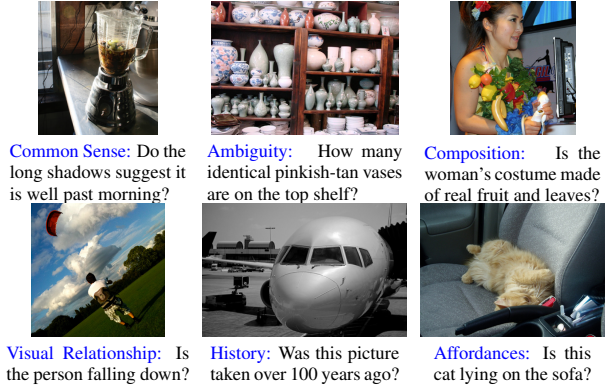 Common Sense: Do the
long shadows suggest it
is well past morning?
Ambiguity: How many
identical pinkish-tan vases
are on the top shelf?
Composition: Is the
woman's costume made
of real fruit and leaves?
Visual Relationship: Is
the person falling down?
History: Was this picture
taken over 100 years ago?
Affordances: Is this
cat lying on the sofa?